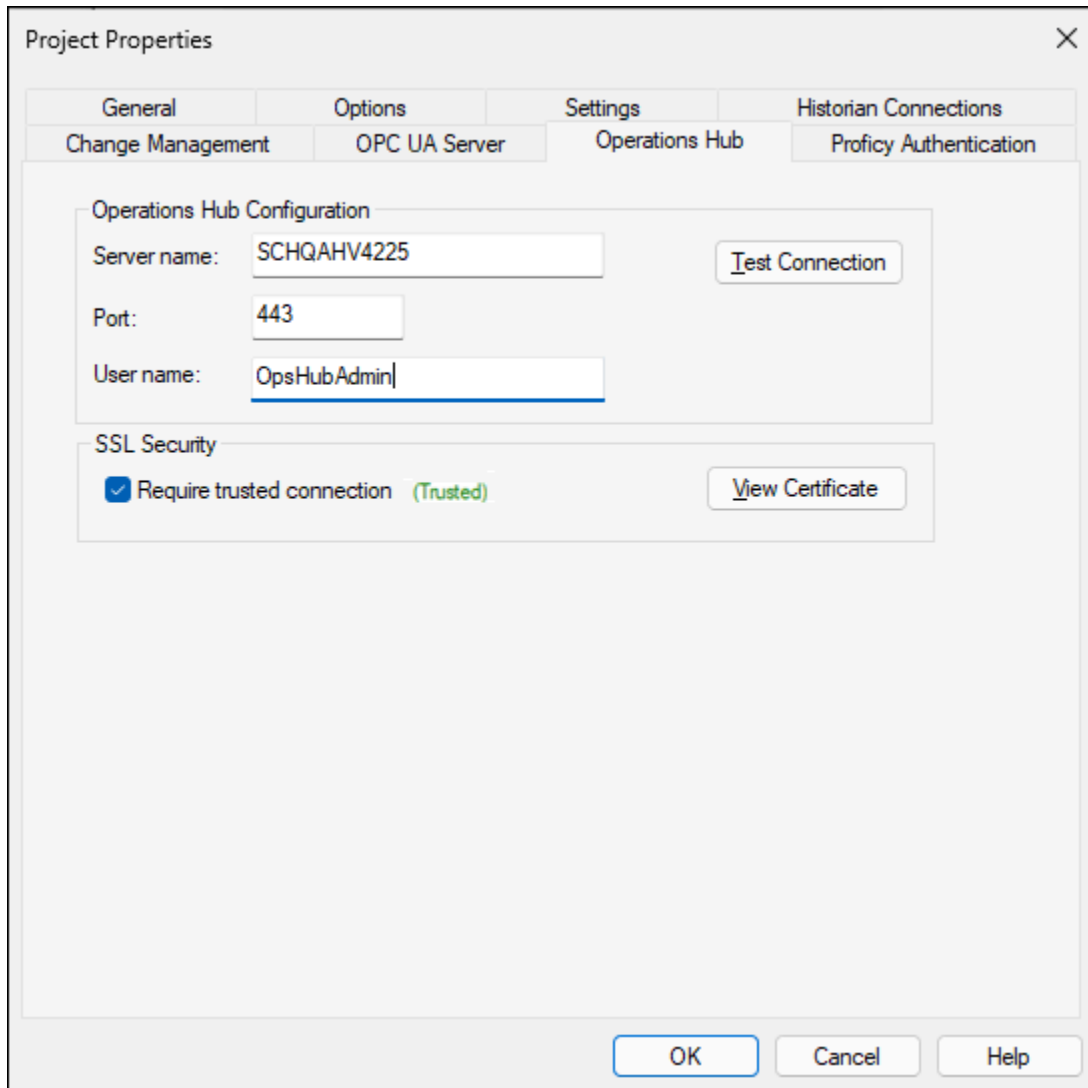 Project Properties
General Options Settings Historian Connections
Change Management OPC UA Server Operations Hub Proficy Authentication
Operations Hub Configuration
Server name: SCHQAHV4225 Test Connection
Port: 443
User name: OpsHubAdmin
SSL Security
Require trusted connection (Trusted) View Certificate
OK Cancel Help